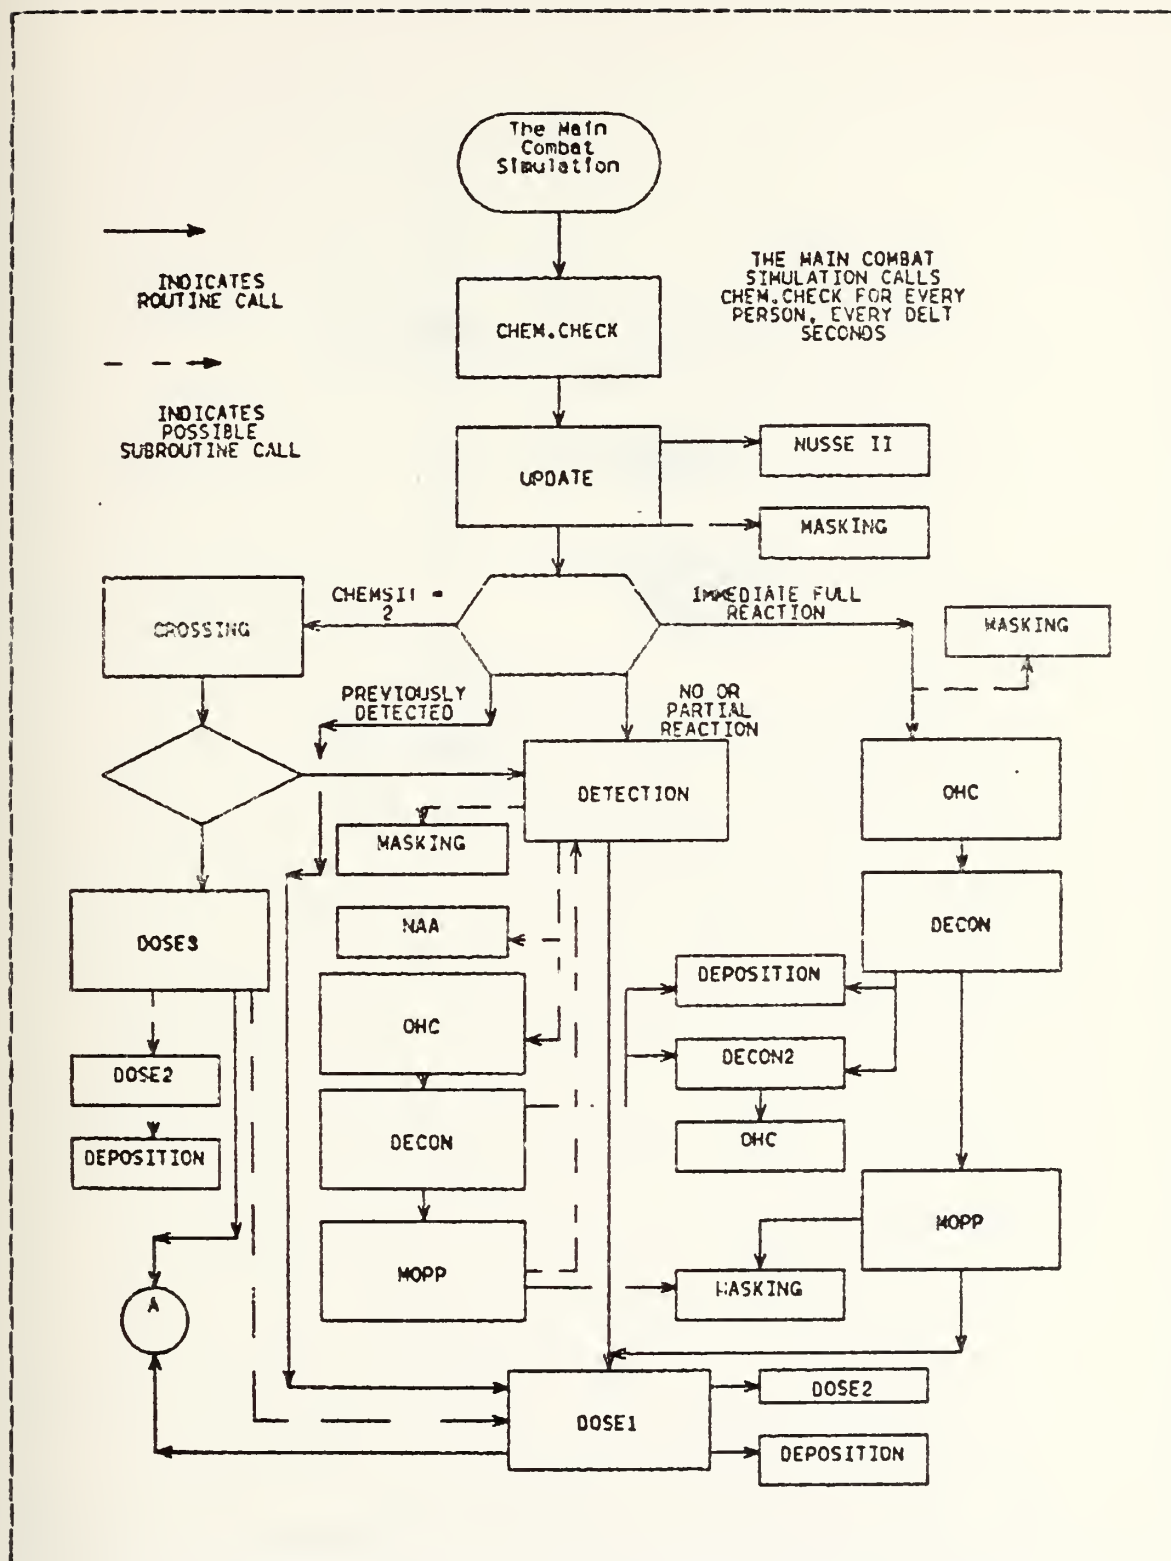 The Main
Combat
Simulation
INDICATES
ROUTINE CALL
THE MAIN COMBAT
SIMULATION CALLS
CHEM.CHECK FOR EVERY
PERSON, EVERY DELT
SECONDS
CHEM.CHECK
INDICATES
POSSIBLE
SUBROUTINE CALL
UPDATE
NUSSE II
MASKING
CHEMSIT =
2
IMMEDIATE FULL
REACTION
CROSSING
MASKING
PREVIOUSLY
DETECTED
NO OR
PARTIAL
REACTION
DETECTION
OHC
MASKING
DOSE3
NAA
DECON
DEPOSITION
OHC
DOSE2
DECON2
DECON
OHC
DEPOSITION
MOPP
MOPP
MASKING
A
DOSE1
DOSE2
DEPOSITION